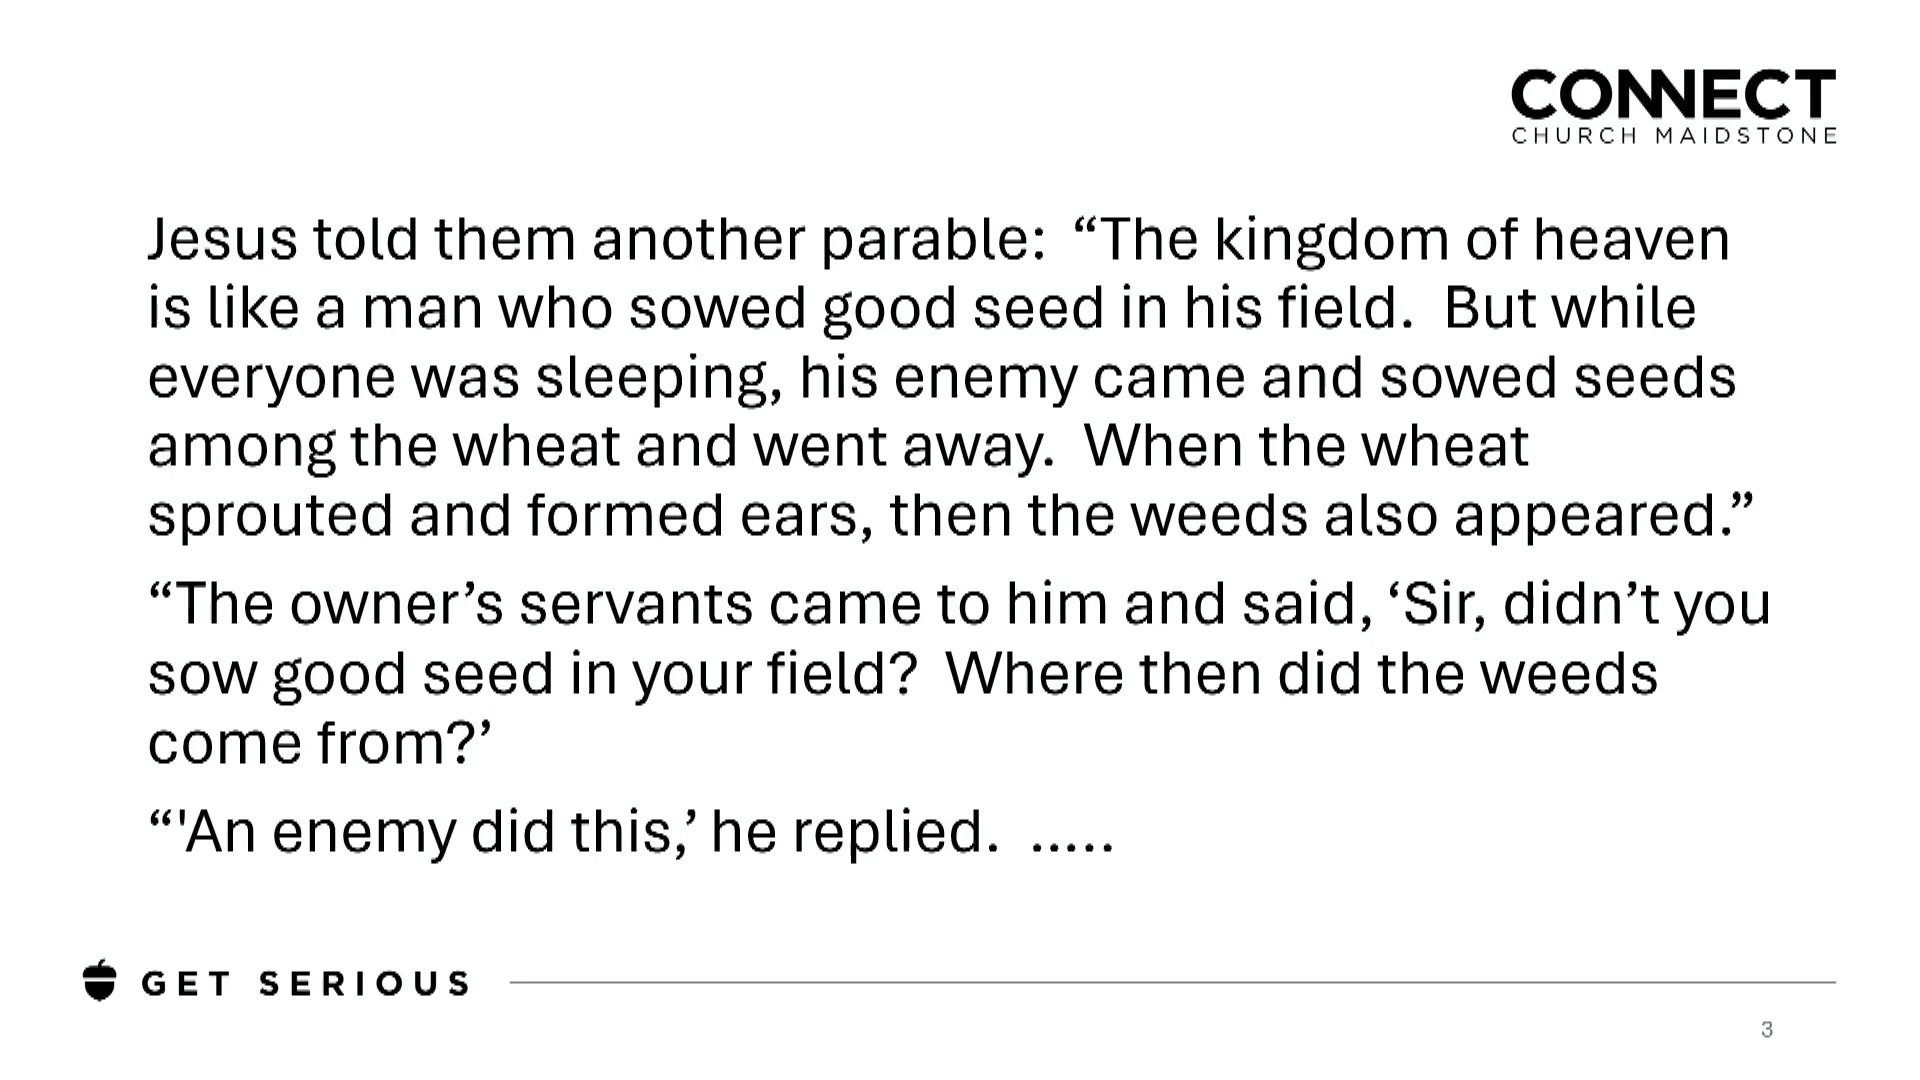 CONNECT
CHURCH MAIDSTONE
Jesus told them another parable:  “The kingdom of heaven
is like a man who sowed good seed in his field.  But while
everyone was sleeping, his enemy came and sowed seeds
among the wheat and went away.  When the wheat
sprouted and formed ears, then the weeds also appeared.”
“The owner’s servants came to him and said, ‘Sir, didn’t you
sow good seed in your field?  Where then did the weeds
come from?’
“'An enemy did this,’ he replied.  .....
GET SERIOUS
3